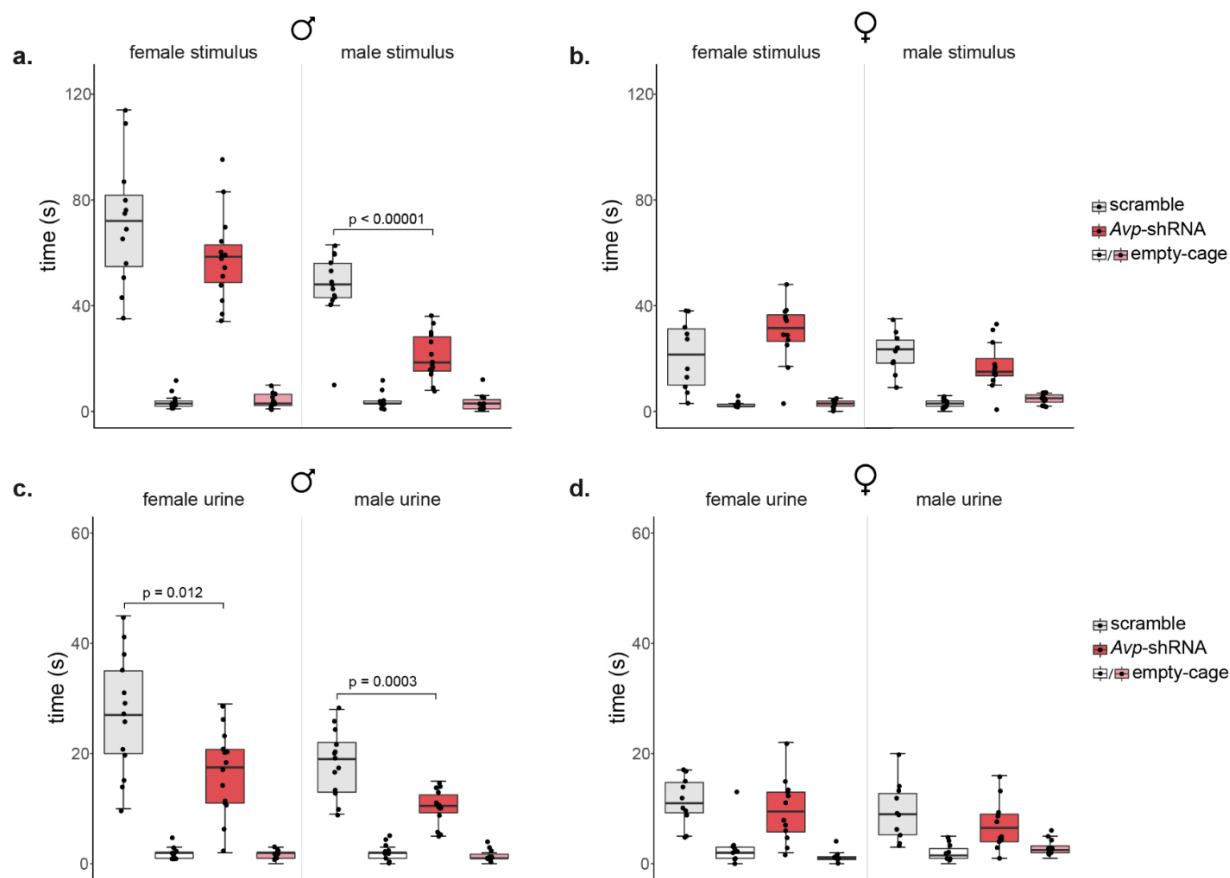 ♂
♀
a.
female stimulus
male stimulus
b.
female stimulus
male stimulus
120
80
40
0
time (s)
p < 0.00001
120
80
40
0
time (s)
scramble
Avp-shRNA
/ empty-cage
♂
♀
c.
female urine
male urine
d.
female urine
male urine
60
40
20
0
time (s)
p = 0.012
p = 0.0003
60
40
20
0
time (s)
scramble
Avp-shRNA
/ empty-cage